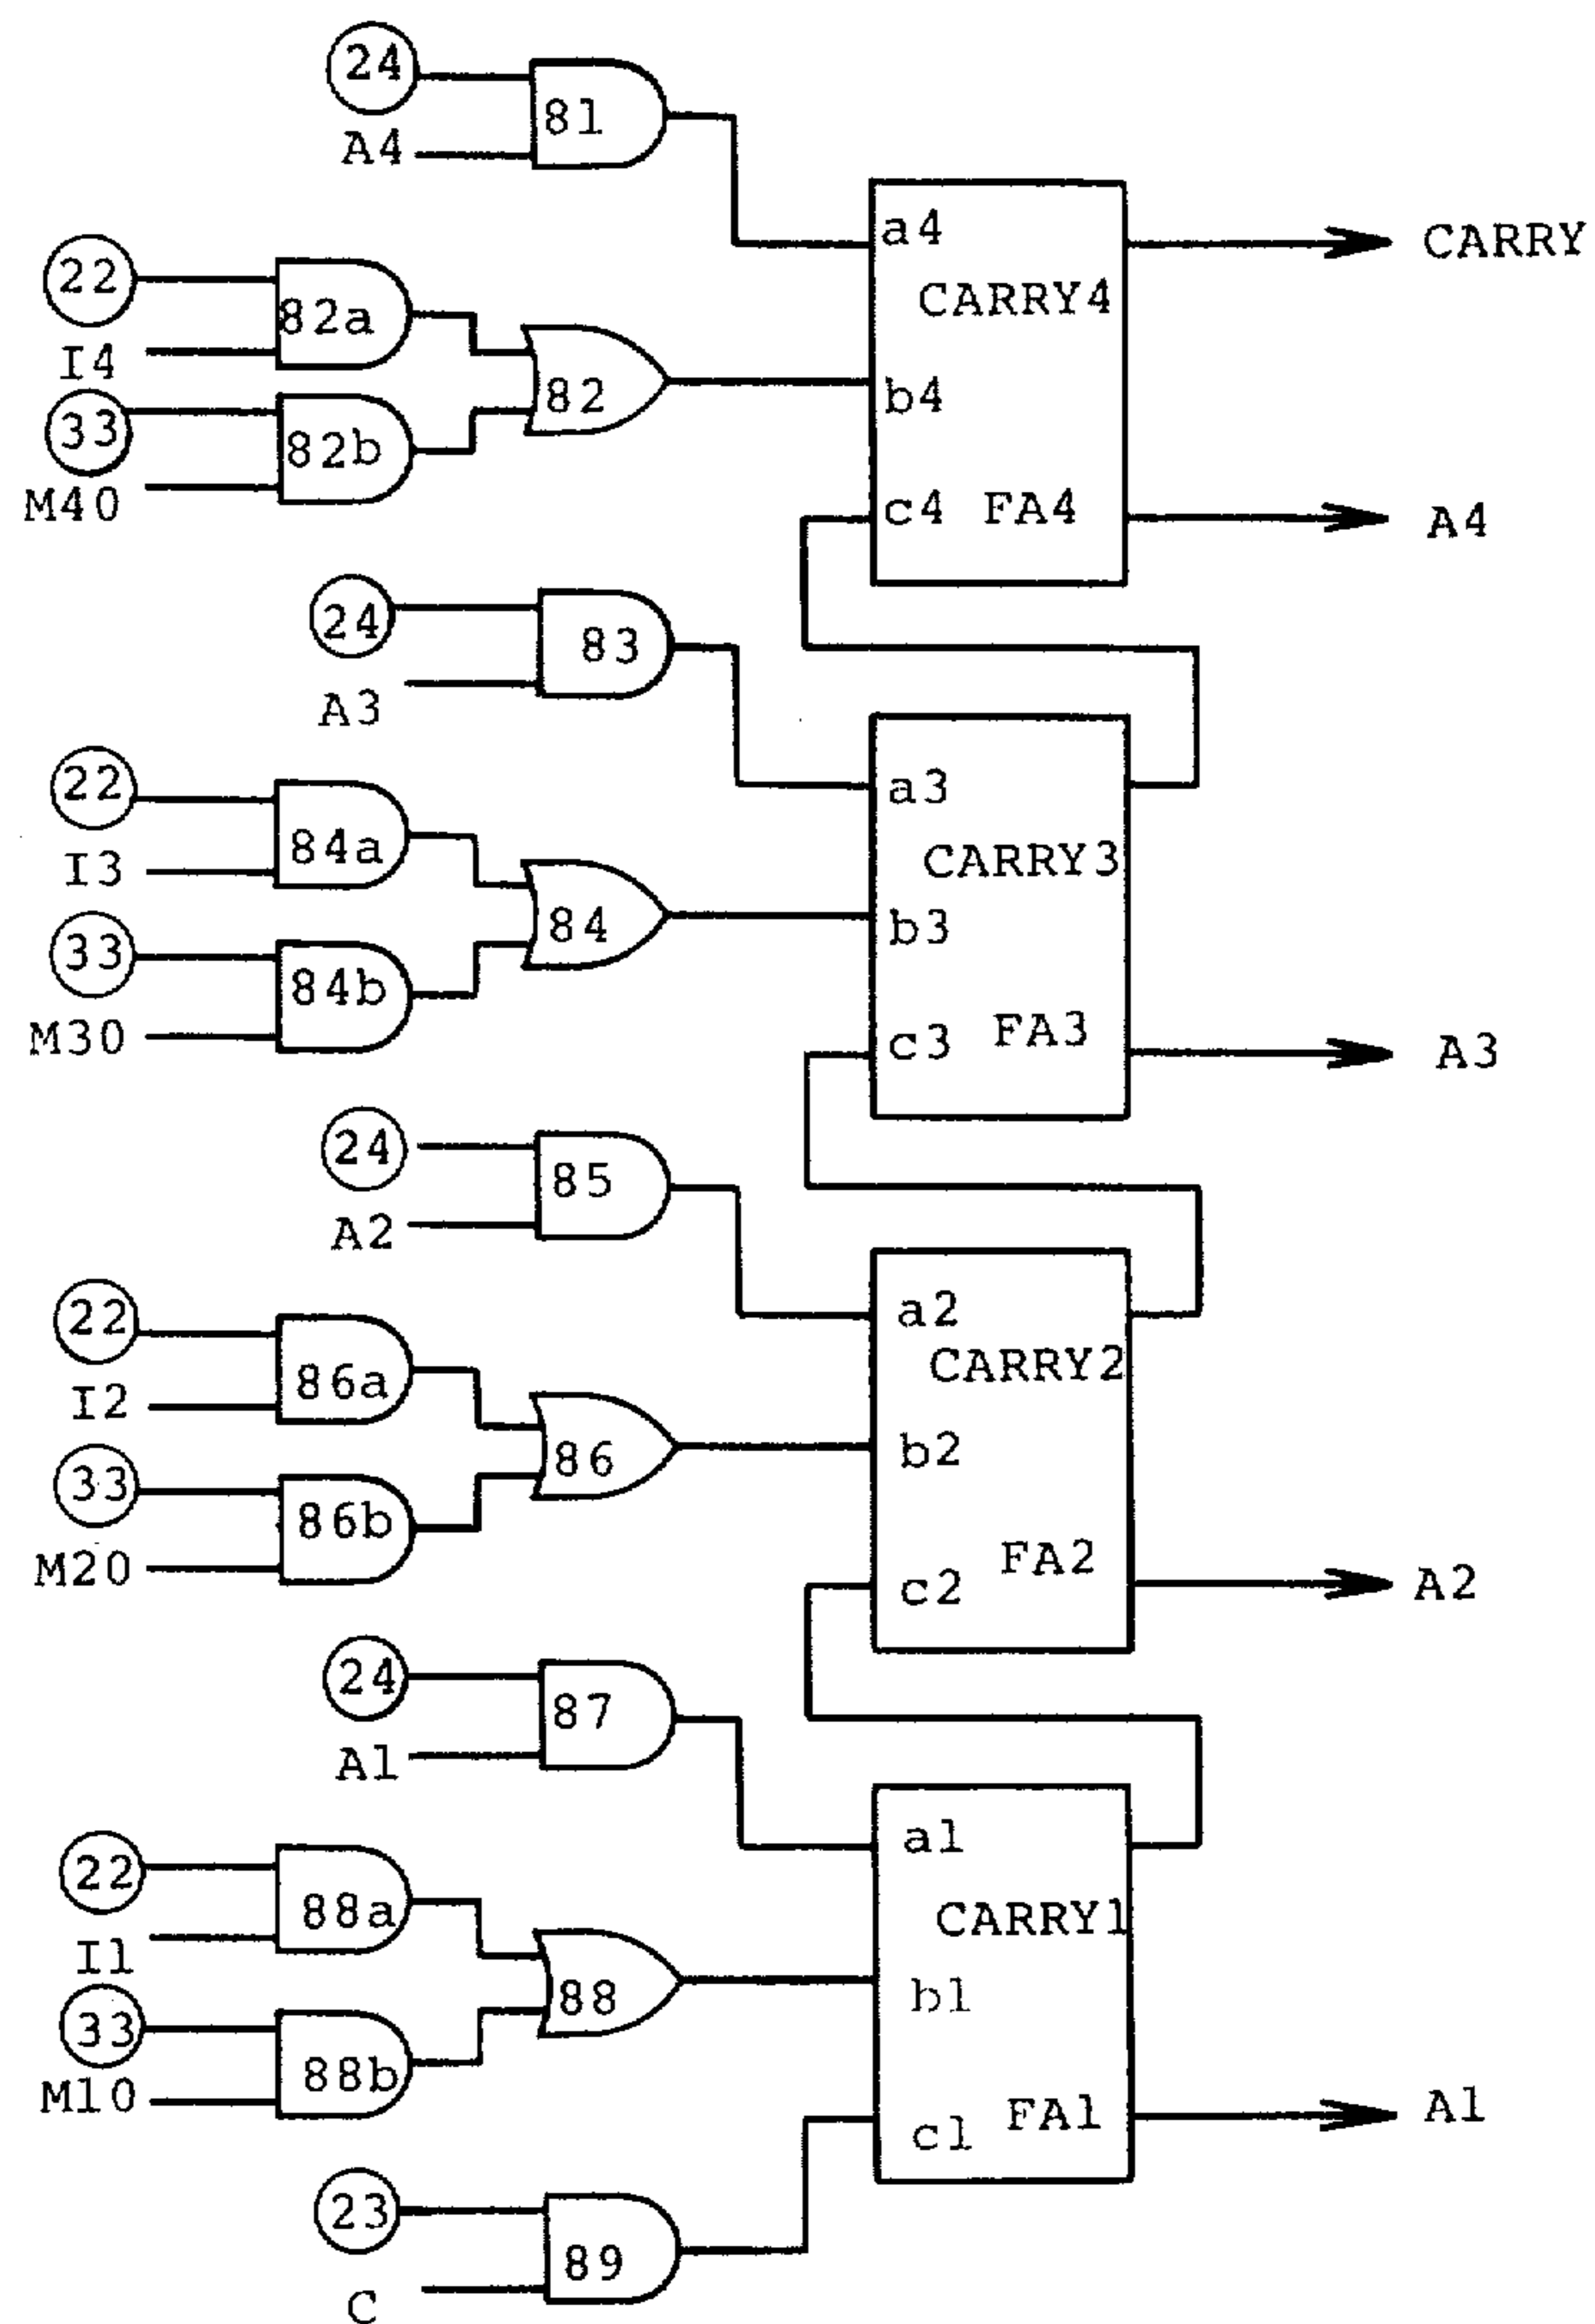 24
81
A4
a4
CARRY
22
82a
CARRY4
I4
82
b4
33
82b
M40
c4 FA4
A4
24
83
A3
22
a3
84a
CARRY3
I3
84
b3
33
84b
M30
c3 FA3
A3
24
85
A2
22
a2
86a
CARRY2
I2
86
b2
33
86b
M20
FA2
c2
A2
24
87
A1
22
a1
88a
CARRY1
I1
88
b1
33
88b
M10
c1 FA1
A1
23
89
C